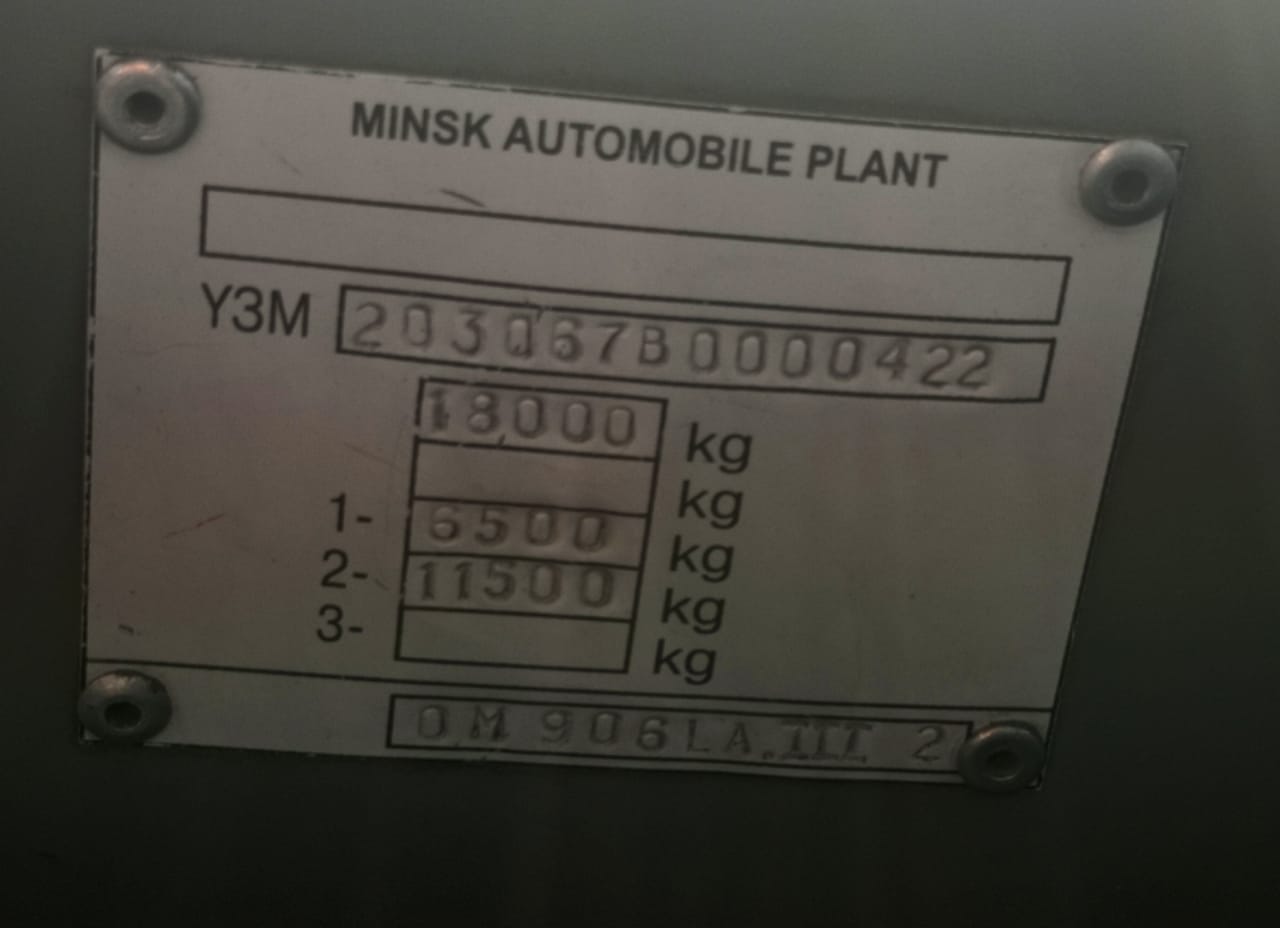 MINSK AUTOMOBILE PLANT
Y3M 203067B0000422
18000 kg
kg
1- 6500 kg
2- 11500 kg
3- kg
OM 906LA.III 2